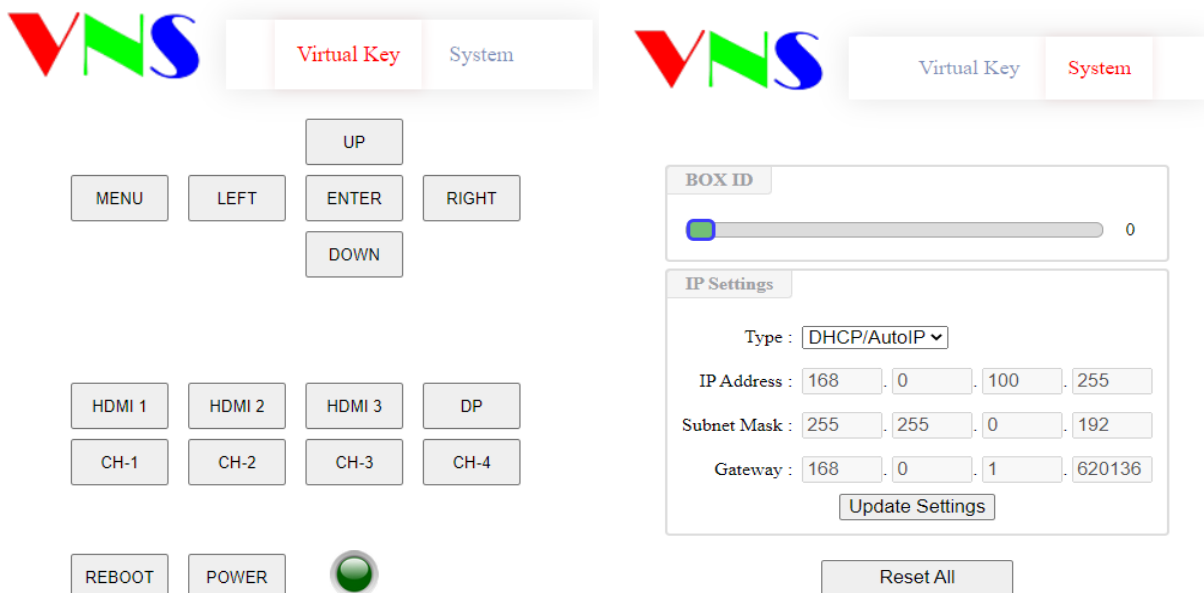 VNS
Virtual Key System
UP
MENU LEFT ENTER RIGHT
DOWN
HDMI 1 HDMI 2 HDMI 3 DP
CH-1 CH-2 CH-3 CH-4
REBOOT POWER
VNS
Virtual Key System
BOX ID
0
IP Settings
Type : DHCP/AutoIP
IP Address : 168 . 0 . 100 . 255
Subnet Mask : 255 . 255 . 0 . 192
Gateway : 168 . 0 . 1 . 620136
Update Settings
Reset All